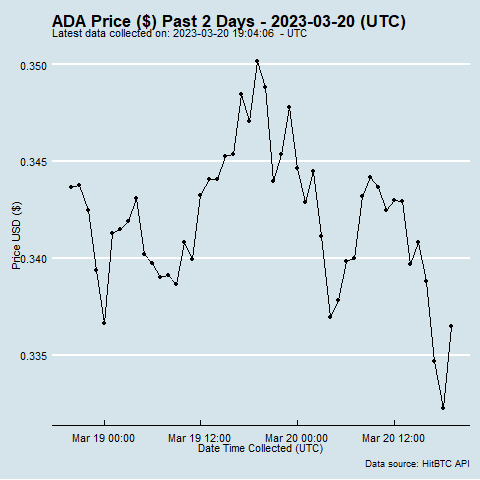 ADA Price ($) Past 2 Days - 2023-03-20 (UTC)
Latest data collected on: 2023-03-20 19:04:06  - UTC
0.350
0.345
0.340
0.335
Price USD ($)
Mar 19 00:00 Mar 19 12:00 Mar 20 00:00 Mar 20 12:00
Date Time Collected (UTC)
Data source: HitBTC API